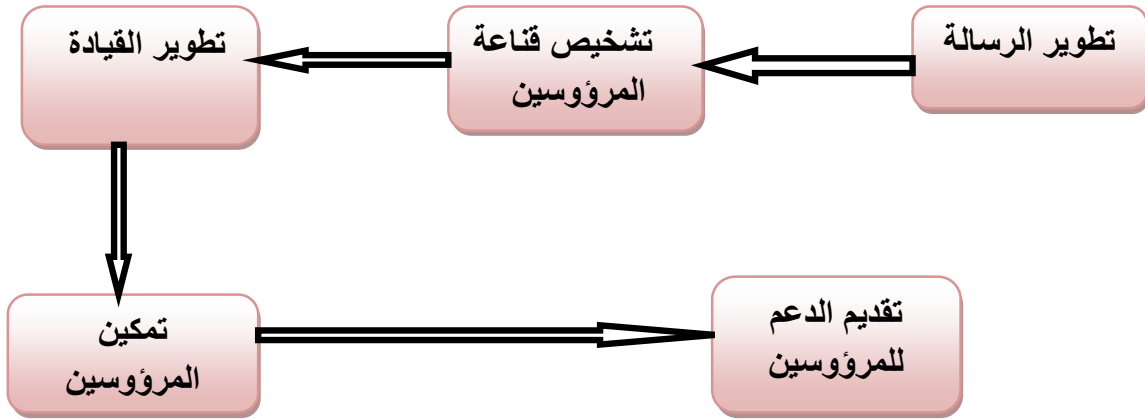 تطوير الرسالة
تشخيص قناعة
المرؤوسين
تطوير القيادة
تمكين
المرؤوسين
تقديم الدعم
للمرؤوسين